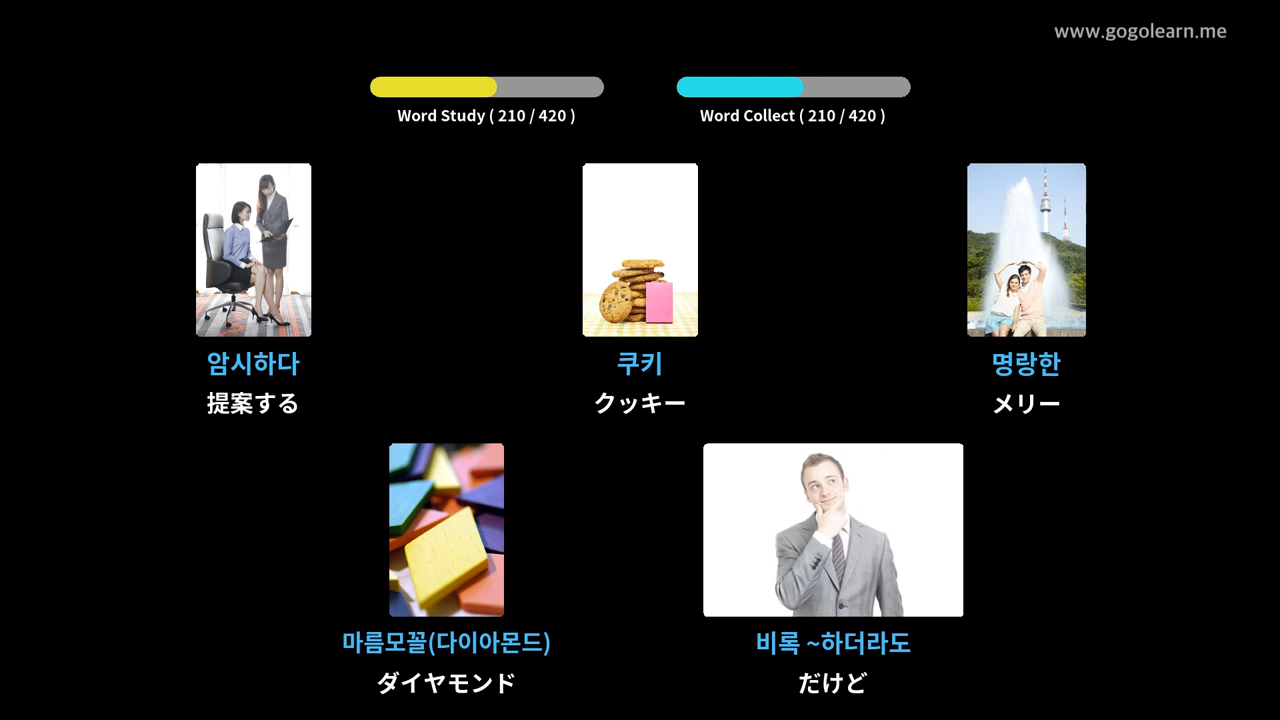 www.gogolearn.me
Word Study ( 210 / 420 )
Word Collect ( 210 / 420 )
암시하다
提案する
쿠키
クッキー
명랑한
メリー
마름모꼴(다이아몬드)
ダイヤモンド
비록 ~하더라도
だけど